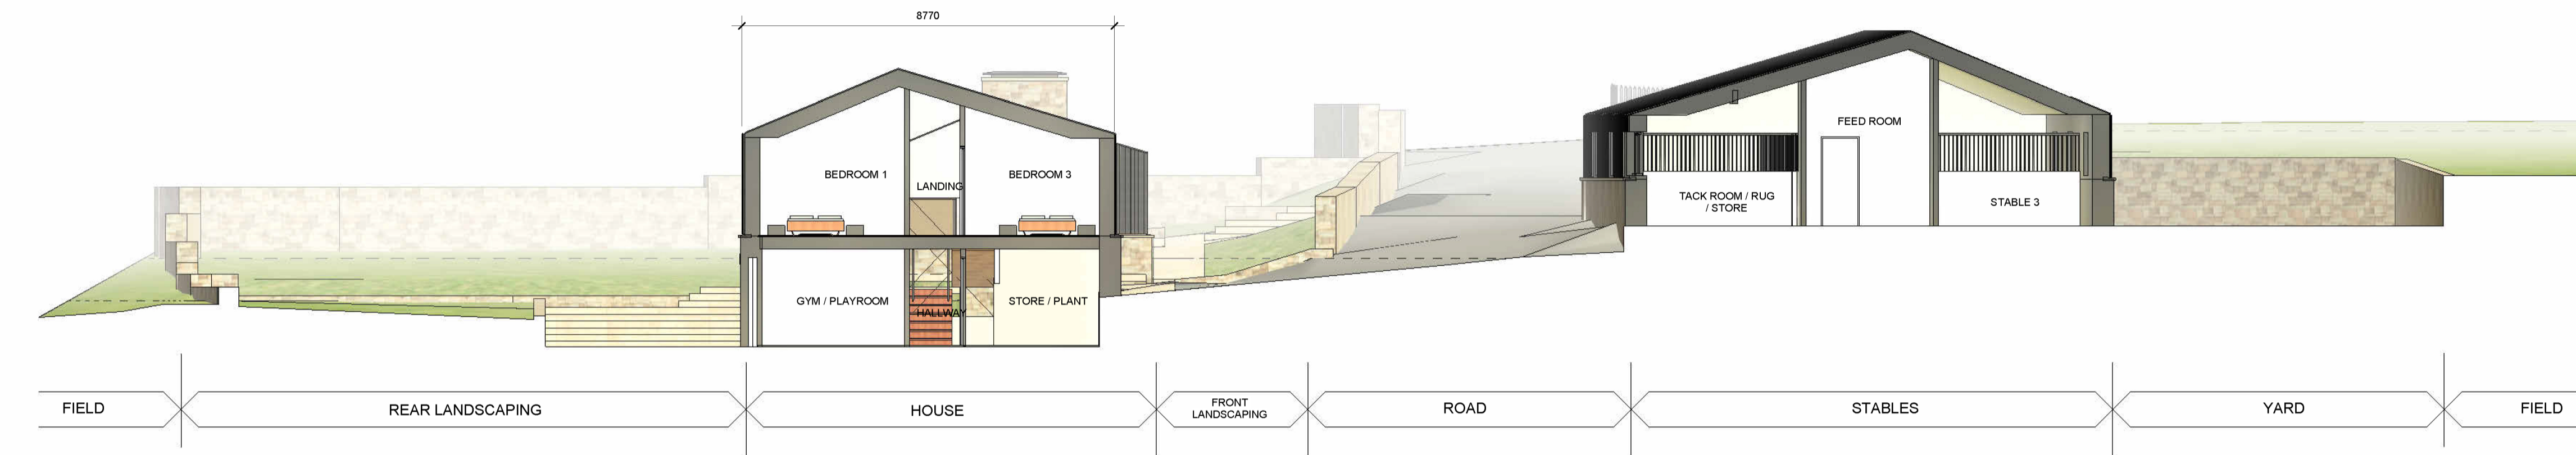 8770
FEED ROOM
BEDROOM 1
LANDING
BEDROOM 3
TACK ROOM / RUG
/ STORE
STABLE 3
GYM / PLAYROOM
HALLWAY
STORE / PLANT
FIELD
REAR LANDSCAPING
HOUSE
FRONT
LANDSCAPING
ROAD
STABLES
YARD
FIELD